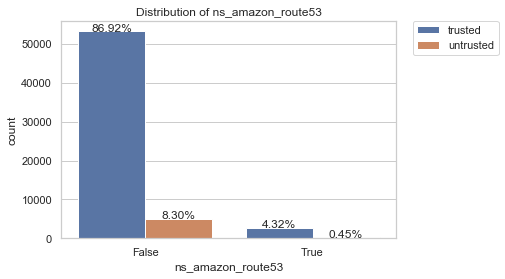 Distribution of ns_amazon_route53
86.92%
8.30%
4.32%
0.45%
50000
40000
30000
20000
10000
0
count
False
True
ns_amazon_route53
trusted
untrusted